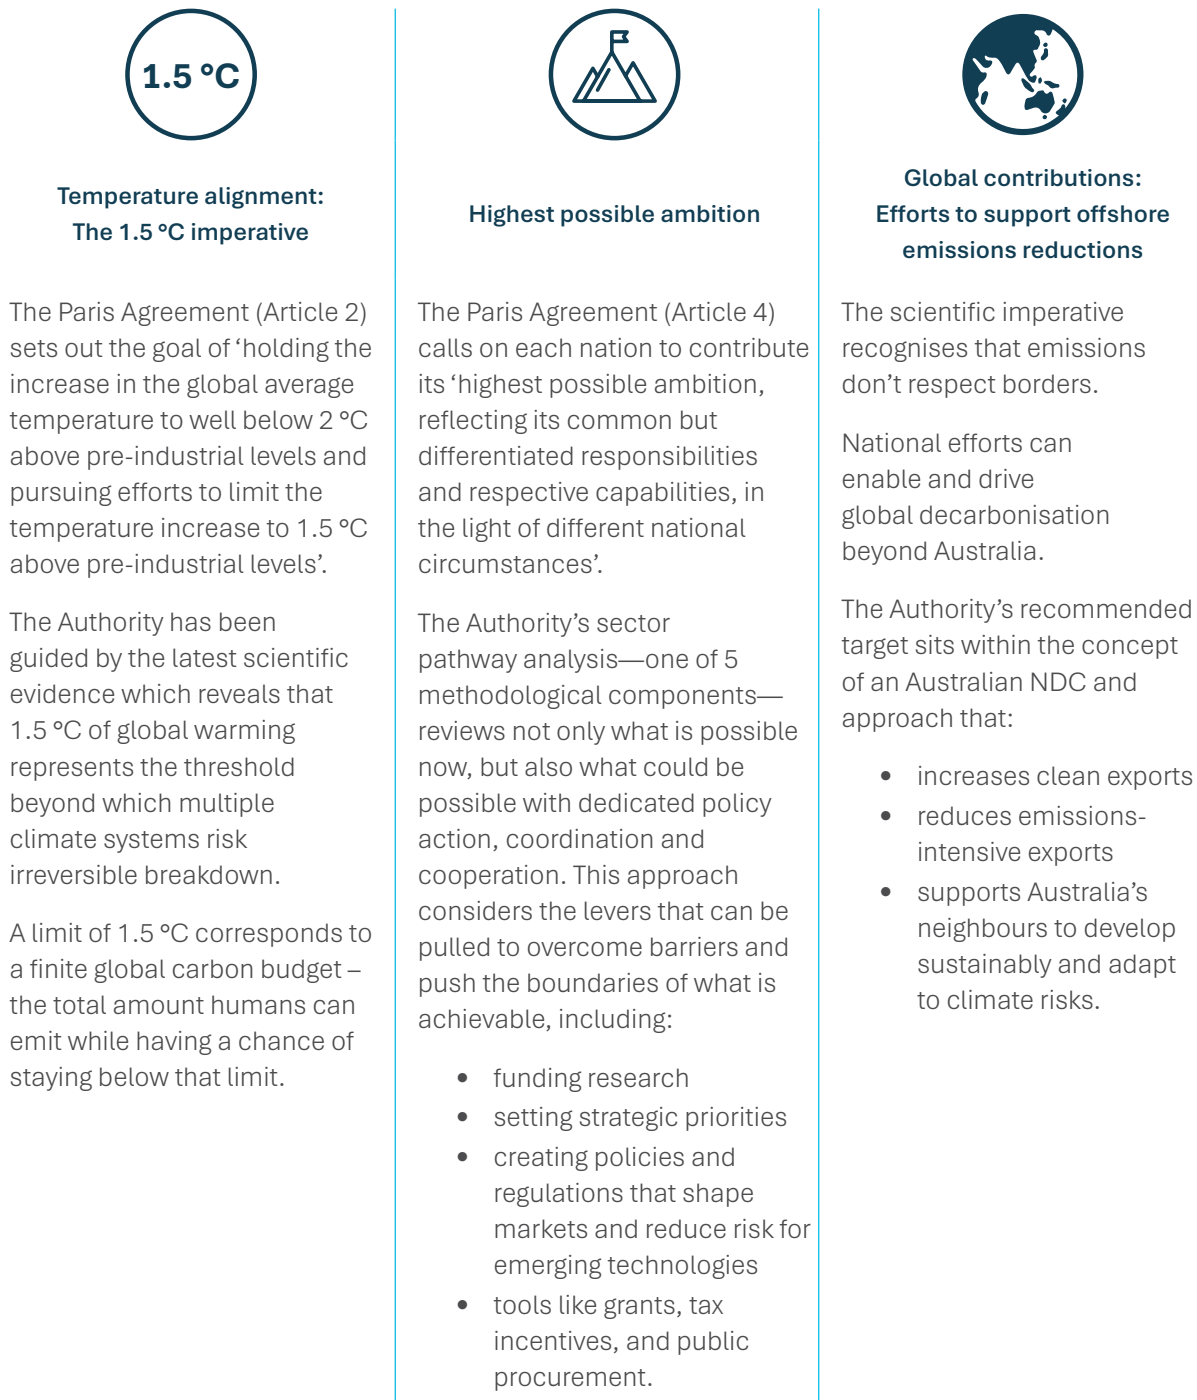 1.5 °C
Temperature alignment:
The 1.5 °C imperative
The Paris Agreement (Article 2)
sets out the goal of ‘holding the
increase in the global average
temperature to well below 2 °C
above pre-industrial levels and
pursuing efforts to limit the
temperature increase to 1.5 °C
above pre-industrial levels’.
The Authority has been
guided by the latest scientific
evidence which reveals that
1.5 °C of global warming
represents the threshold
beyond which multiple
climate systems risk
irreversible breakdown.
A limit of 1.5 °C corresponds to
a finite global carbon budget –
the total amount humans can
emit while having a chance of
staying below that limit.
Highest possible ambition
The Paris Agreement (Article 4)
calls on each nation to contribute
its ‘highest possible ambition,
reflecting its common but
differentiated responsibilities
and respective capabilities, in
the light of different national
circumstances’.
The Authority’s sector
pathway analysis—one of 5
methodological components—
reviews not only what is possible
now, but also what could be
possible with dedicated policy
action, coordination and
cooperation. This approach
considers the levers that can be
pulled to overcome barriers and
push the boundaries of what is
achievable, including:
• funding research
• setting strategic priorities
• creating policies and
regulations that shape
markets and reduce risk for
emerging technologies
• tools like grants, tax
incentives, and public
procurement.
Global contributions:
Efforts to support offshore
emissions reductions
The scientific imperative
recognises that emissions
don’t respect borders.
National efforts can
enable and drive
global decarbonisation
beyond Australia.
The Authority’s recommended
target sits within the concept
of an Australian NDC and
approach that:
• increases clean exports
• reduces emissions-
intensive exports
• supports Australia’s
neighbours to develop
sustainably and adapt
to climate risks.